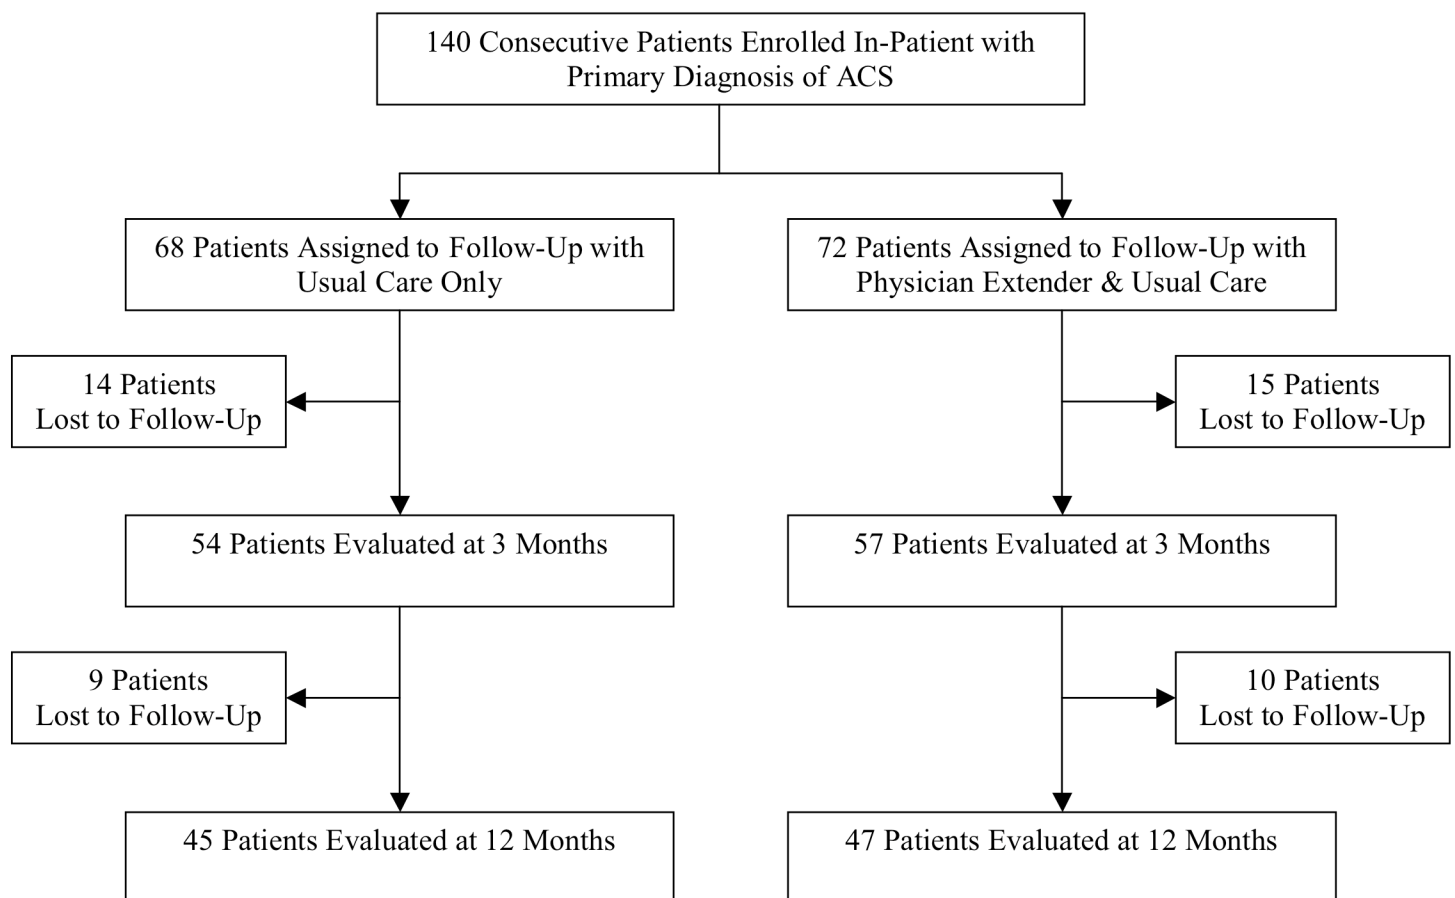 140 Consecutive Patients Enrolled In-Patient with
Primary Diagnosis of ACS
68 Patients Assigned to Follow-Up with
Usual Care Only
72 Patients Assigned to Follow-Up with
Physician Extender & Usual Care
14 Patients
Lost to Follow-Up
15 Patients
Lost to Follow-Up
54 Patients Evaluated at 3 Months
57 Patients Evaluated at 3 Months
9 Patients
Lost to Follow-Up
10 Patients
Lost to Follow-Up
45 Patients Evaluated at 12 Months
47 Patients Evaluated at 12 Months